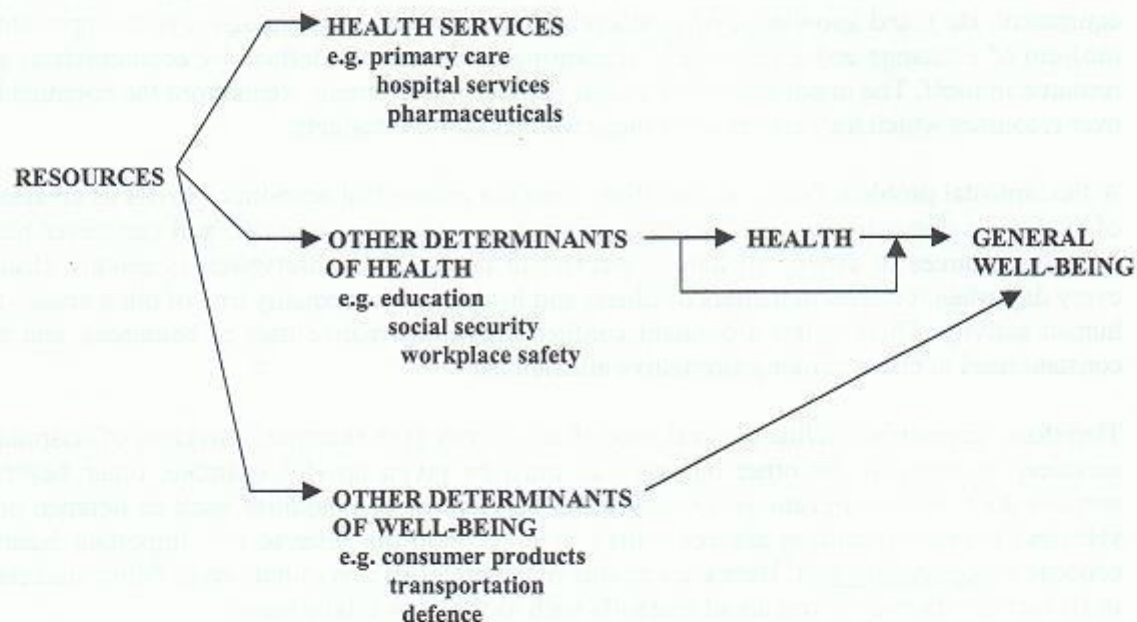 HEALTH SERVICES
e.g. primary care
hospital services
pharmaceuticals
RESOURCES
OTHER DETERMINANTS
OF HEALTH
e.g. education
social security
workplace safety
HEALTH
GENERAL
WELL-BEING
OTHER DETERMINANTS
OF WELL-BEING
e.g. consumer products
transportation
defence